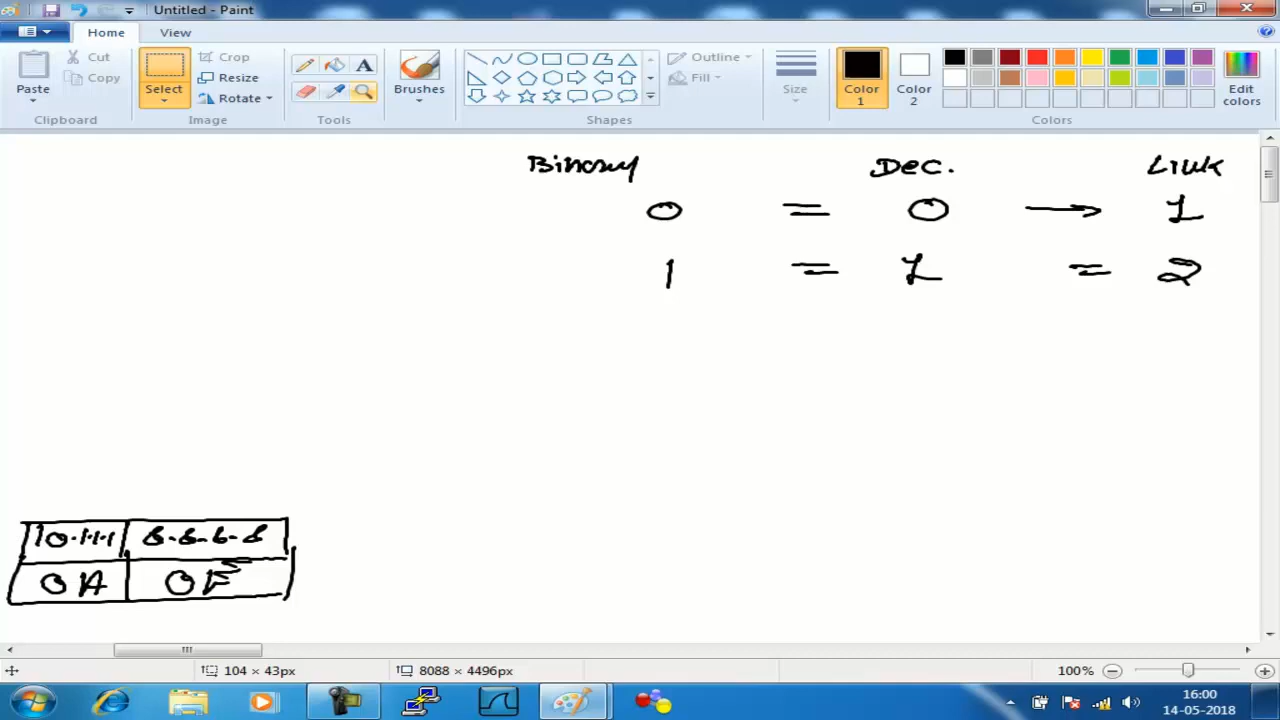 Untitled - Paint
Home View
Cut
Copy
Paste
Clipboard
Select
Crop
Resize
Rotate
Image
Tools
Brushes
Shapes
Outline
Fill
Size
Color 1
Color 2
Colors
Edit colors
Binary Dec. Link
0 = 0 → 1
1 = 1 = 2
10.1.1.1 8.8.8.8
0A 0F
104 × 43px 8088 × 4496px 100%
16:00
14-05-2018